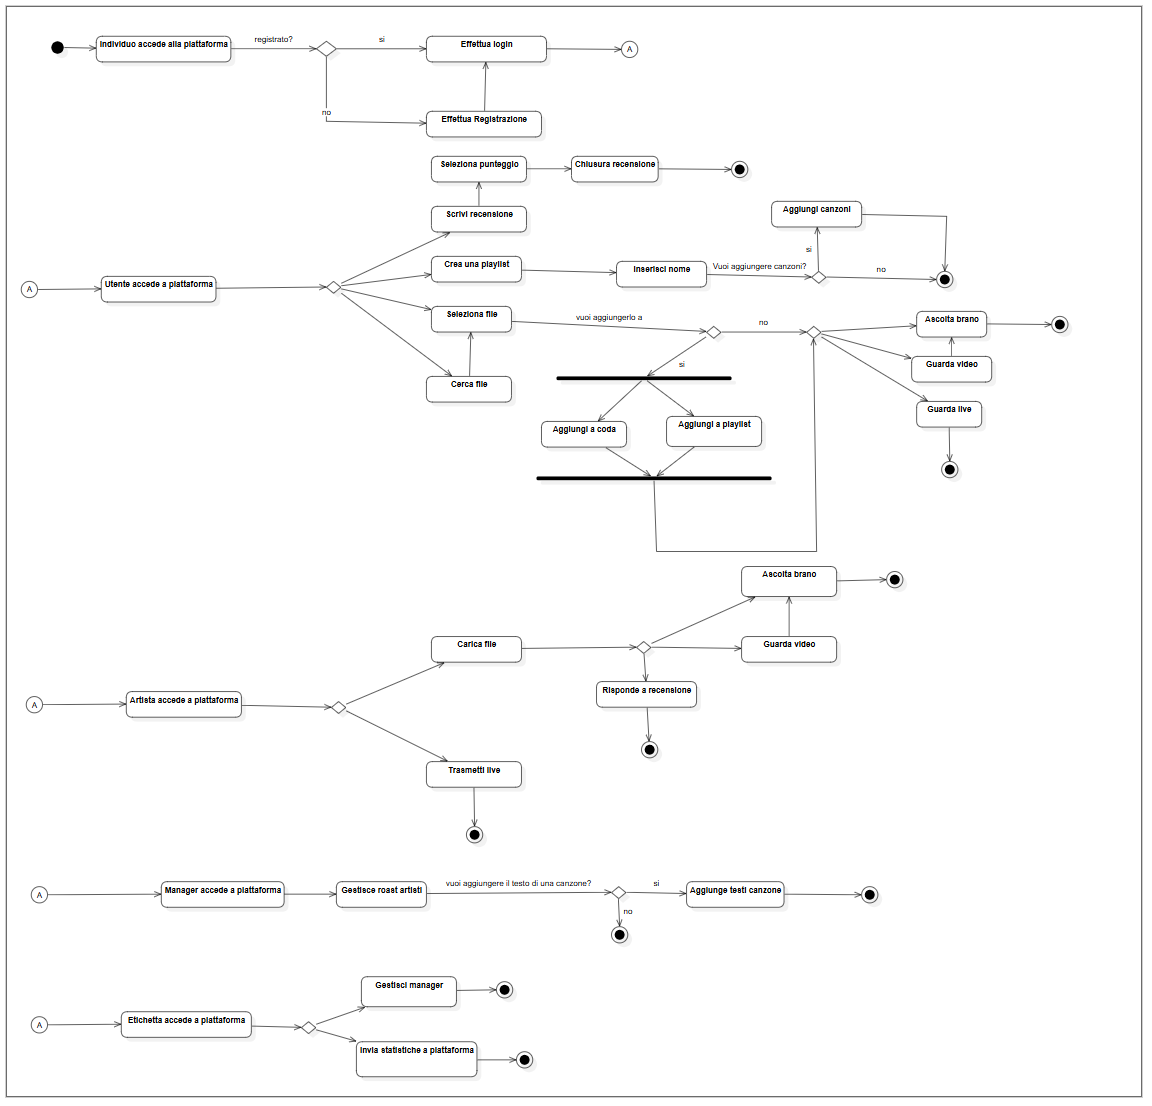 Individuo accede alla piattaforma
registrato?
si
Effettua login
A
no
Effettua Registrazione
Seleziona punteggio
Chiusura recensione
Scrivi recensione
Aggiungi canzoni
si
Crea una playlist
Inserisci nome
Vuoi aggiungere canzoni?
no
A
Utente accede a piattaforma
Seleziona file
vuoi aggiungerlo a
no
Ascolta brano
si
Guarda video
Cerca file
Guarda live
Aggiungi a coda
Aggiungi a playlist
Ascolta brano
Carica file
Guarda video
Risponde a recensione
A
Artista accede a piattaforma
Trasmetti live
A
Manager accede a piattaforma
Gestisce roast artisti
vuoi aggiungere il testo di una canzone?
si
Aggiunge testi canzone
no
Gestisci manager
A
Etichetta accede a piattaforma
Invia statistiche a piattaforma